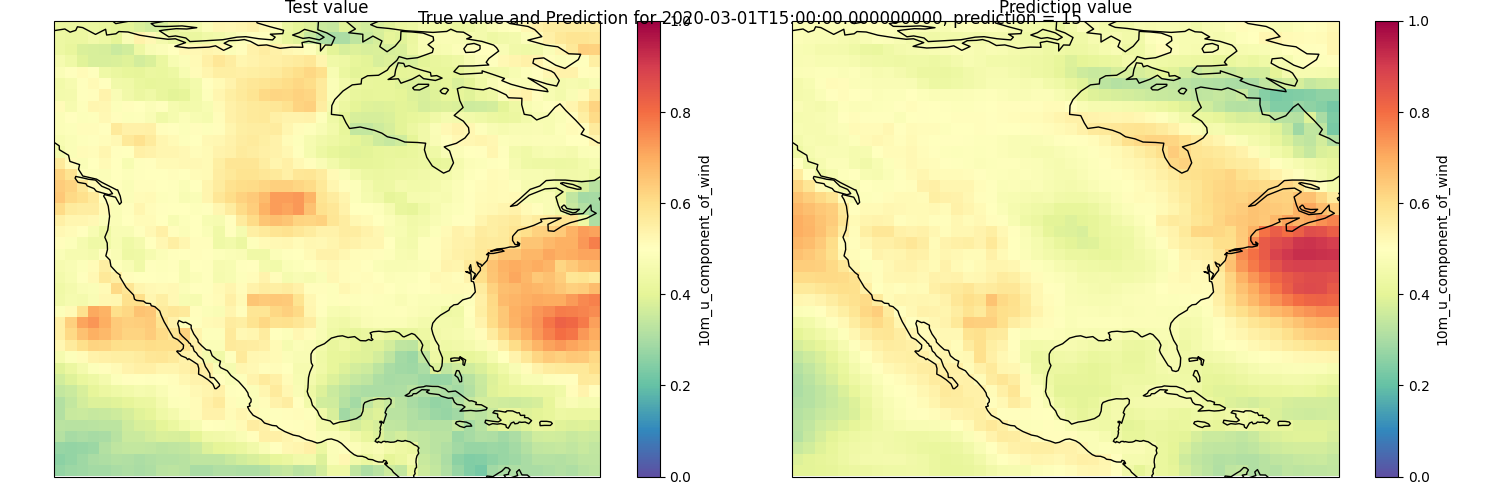 Test value
True value and Prediction for 2020-03-01T15:00:00.000000000, prediction = 15
Prediction value
1.0
0.8
0.6
0.4
0.2
0.0
10m_u_component_of_wind
1.0
0.8
0.6
0.4
0.2
0.0
10m_u_component_of_wind